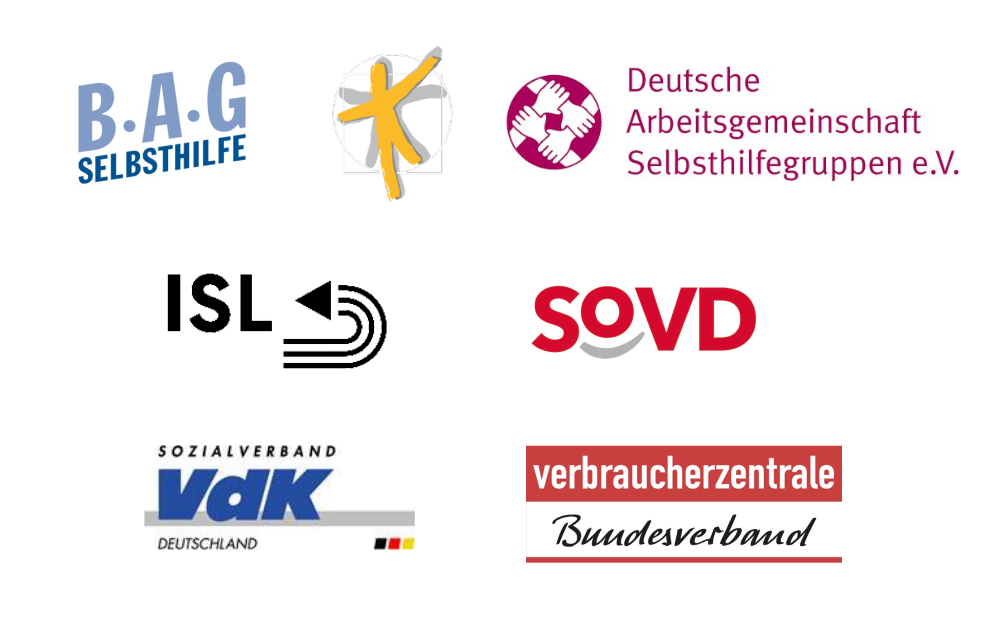 B·A·G
SELBSTHILFE
Deutsche
Arbeitsgemeinschaft
Selbsthilfegruppen e.V.
ISL
SoVD
SOZIALVERBAND
VdK
DEUTSCHLAND
verbraucherzentrale
Bundesverband